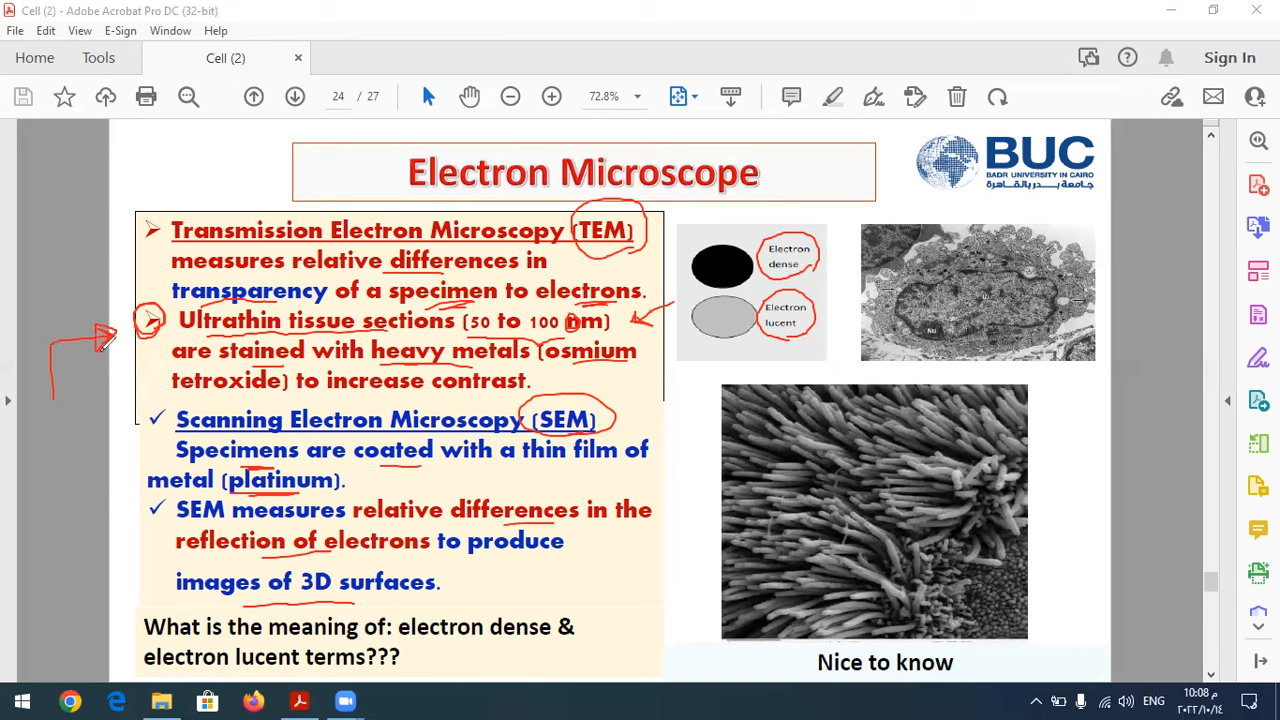 Cell (2) - Adobe Acrobat Pro DC (32-bit)
File Edit View E-Sign Window Help
Home Tools Cell (2) × Sign In
24 / 27 72.8%
Electron Microscope
BUC
BADR UNIVERSITY IN CAIRO
جامعة بدر بالقاهرة
➢ Transmission Electron Microscopy (TEM)
measures relative differences in
transparency of a specimen to electrons.
➢ Ultrathin tissue sections (50 to 100 nm)
are stained with heavy metals (osmium
tetroxide) to increase contrast.
✓ Scanning Electron Microscopy (SEM)
Specimens are coated with a thin film of
metal (platinum).
✓ SEM measures relative differences in the
reflection of electrons to produce
images of 3D surfaces.
What is the meaning of: electron dense &
electron lucent terms???
Electron
dense
Electron
lucent
Nu
Nice to know
ENG
10:08 م
٢٠٢٢/١٠/١٤